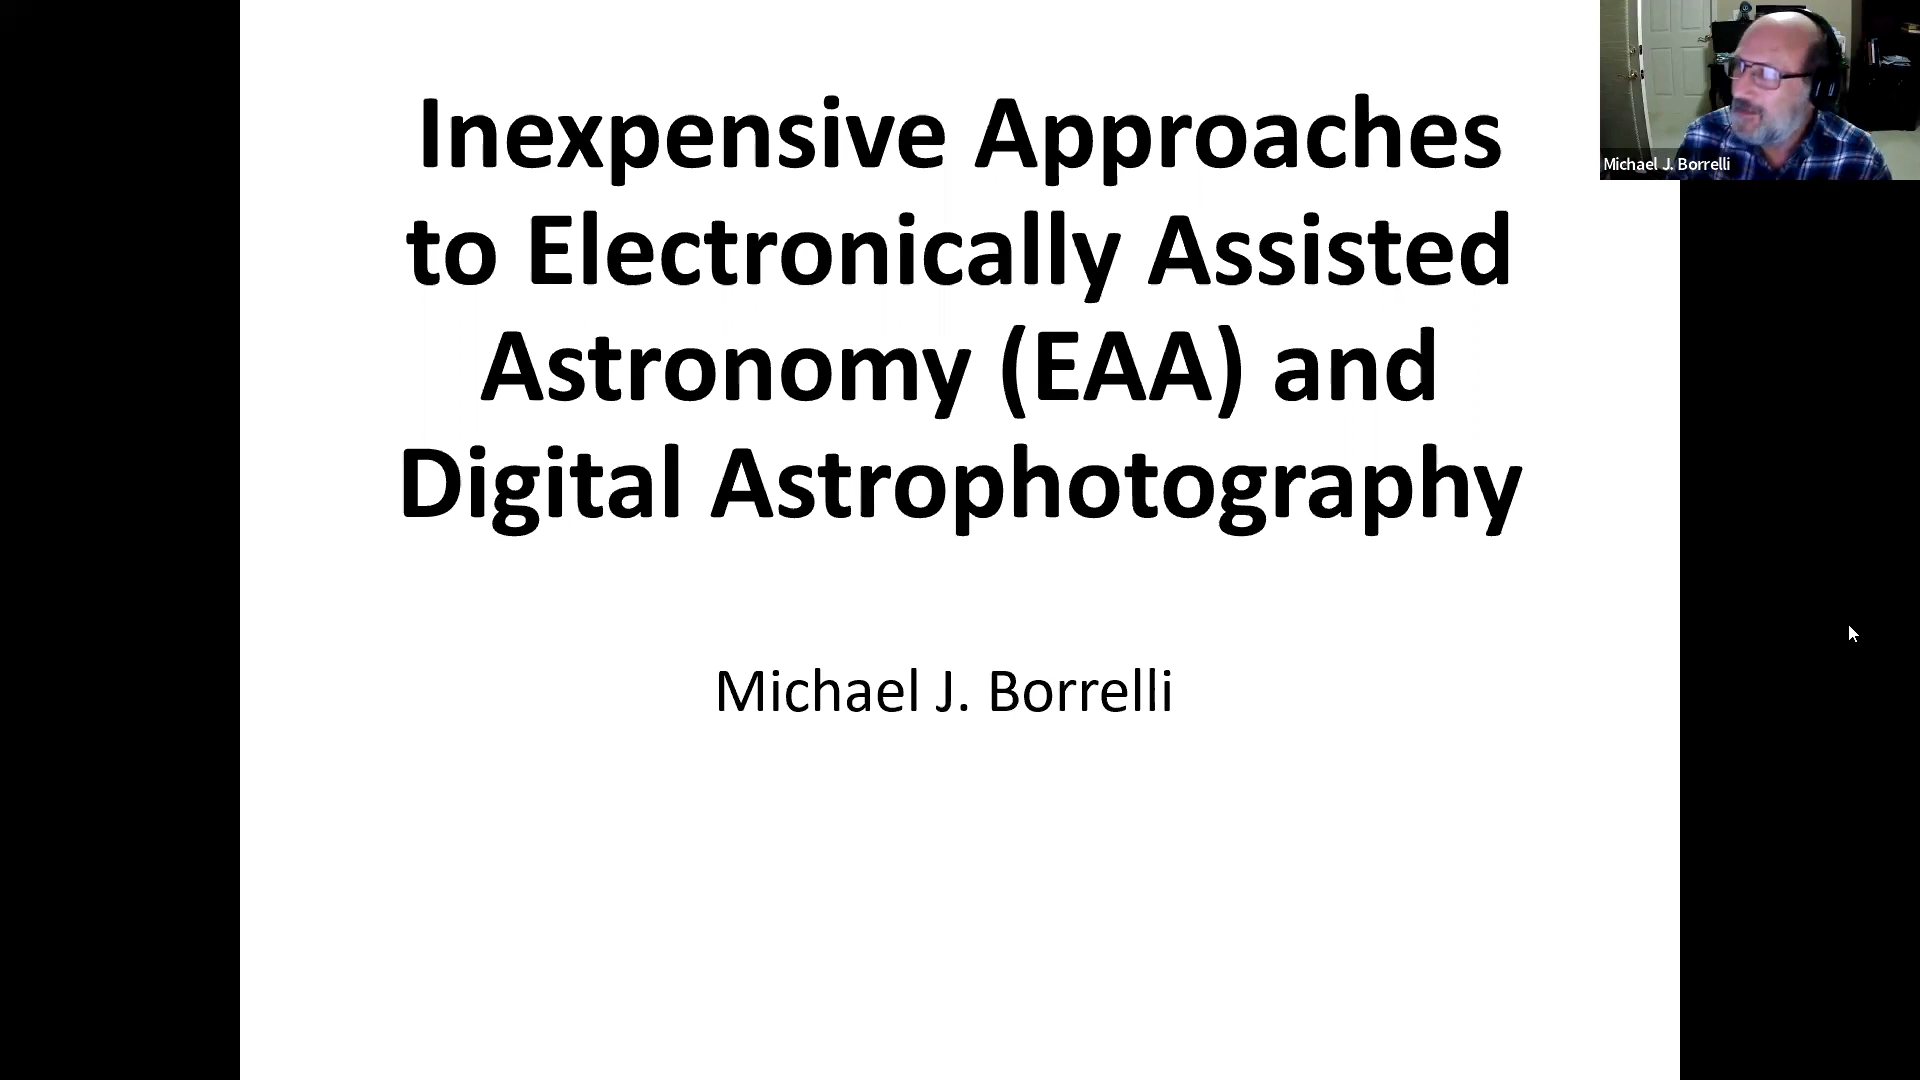 Inexpensive Approaches
to Electronically Assisted
Astronomy (EAA) and
Digital Astrophotography
Michael J. Borrelli
Michael J. Borrelli